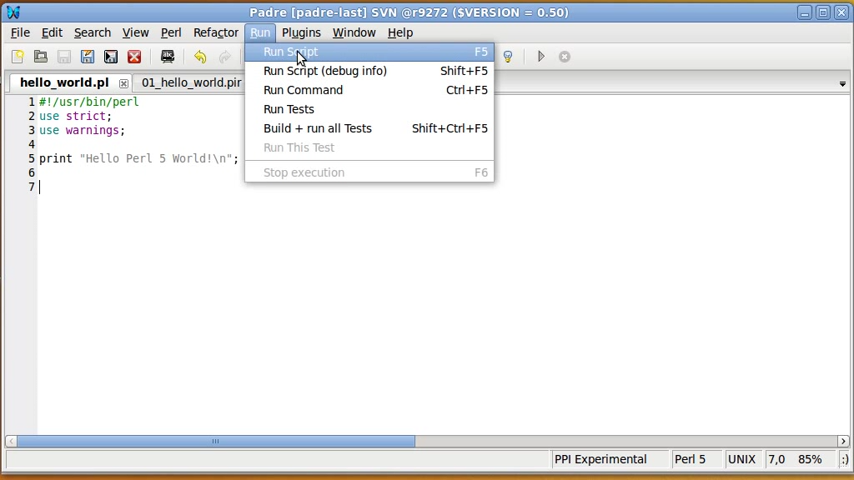 Padre [padre-last] SVN @r9272 ($VERSION = 0.50)
File Edit Search View Perl Refactor Run Plugins Window Help
hello_world.pl 01_hello_world.pir
Run Script F5
Run Script (debug info) Shift+F5
Run Command Ctrl+F5
Run Tests
Build + run all Tests Shift+Ctrl+F5
Run This Test
Stop execution F6
1 #!/usr/bin/perl
2 use strict;
3 use warnings;
4
5 print "Hello Perl 5 World!\n";
6
7
PPI Experimental Perl 5 UNIX 7,0 85% :)